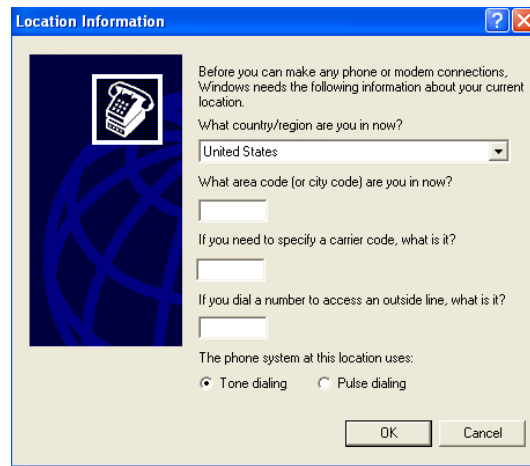 Location Information
Before you can make any phone or modem connections,
Windows needs the following information about your current
location.
What country/region are you in now?
United States
What area code (or city code) are you in now?
If you need to specify a carrier code, what is it?
If you dial a number to access an outside line, what is it?
The phone system at this location uses:
Tone dialing Pulse dialing
OK Cancel